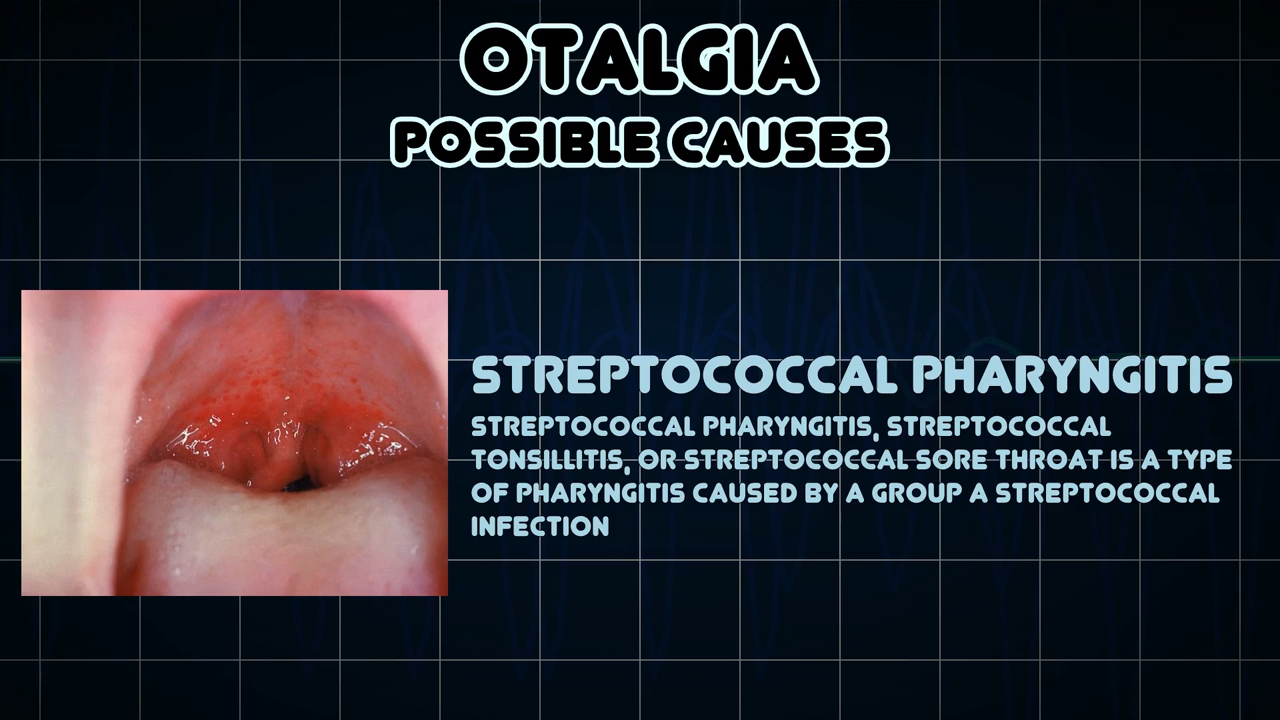 OTALGIA
POSSIBLE CAUSES
STREPTOCOCCAL PHARYNGITIS
STREPTOCOCCAL PHARYNGITIS, STREPTOCOCCAL
TONSILLITIS, OR STREPTOCOCCAL SORE THROAT IS A TYPE
OF PHARYNGITIS CAUSED BY A GROUP A STREPTOCOCCAL
INFECTION